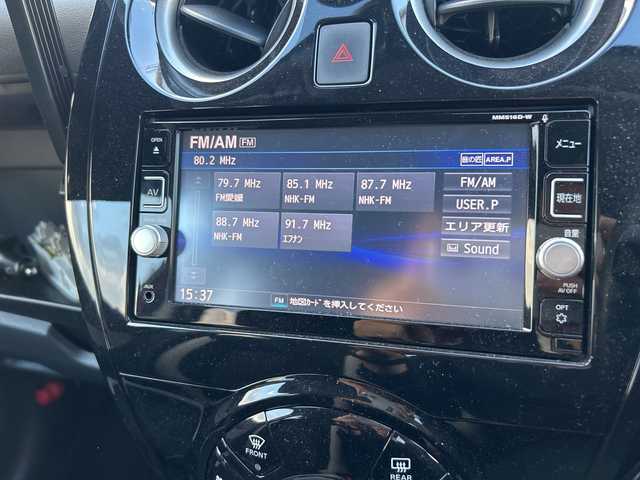 MM516D-W
OPEN
メニュー
FM/AM FM
80.2 MHz
音の匠 AREA.P
AV
79.7 MHz
FM愛媛
85.1 MHz
NHK-FM
87.7 MHz
NHK-FM
FM/AM
USER.P
現在地
88.7 MHz
NHK-FM
91.7 MHz
エフナン
エリア更新
Sound
音量
PUSH
AV OFF
AUX
15:37
FM 地図ｶｰﾄﾞを挿入してください
OPT
FRONT
REAR